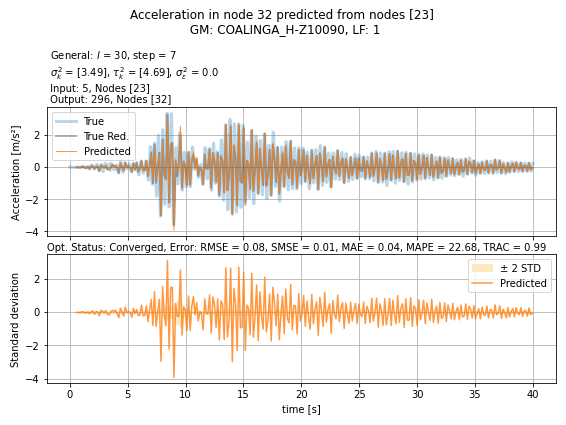 Acceleration in node 32 predicted from nodes [23]
GM: COALINGA_H-Z10090, LF: 1
General: l = 30, step = 7
σ²ₖ = [3.49], τ²ₖ = [4.69], σ²ε = 0.0
Input: 5, Nodes [23]
Output: 296, Nodes [32]
Acceleration [m/s²]
2
0
−2
−4
True
True Red.
Predicted
Opt. Status: Converged, Error: RMSE = 0.08, SMSE = 0.01, MAE = 0.04, MAPE = 22.68, TRAC = 0.99
Standard deviation
2
0
−2
−4
± 2 STD
Predicted
0 5 10 15 20 25 30 35 40
time [s]